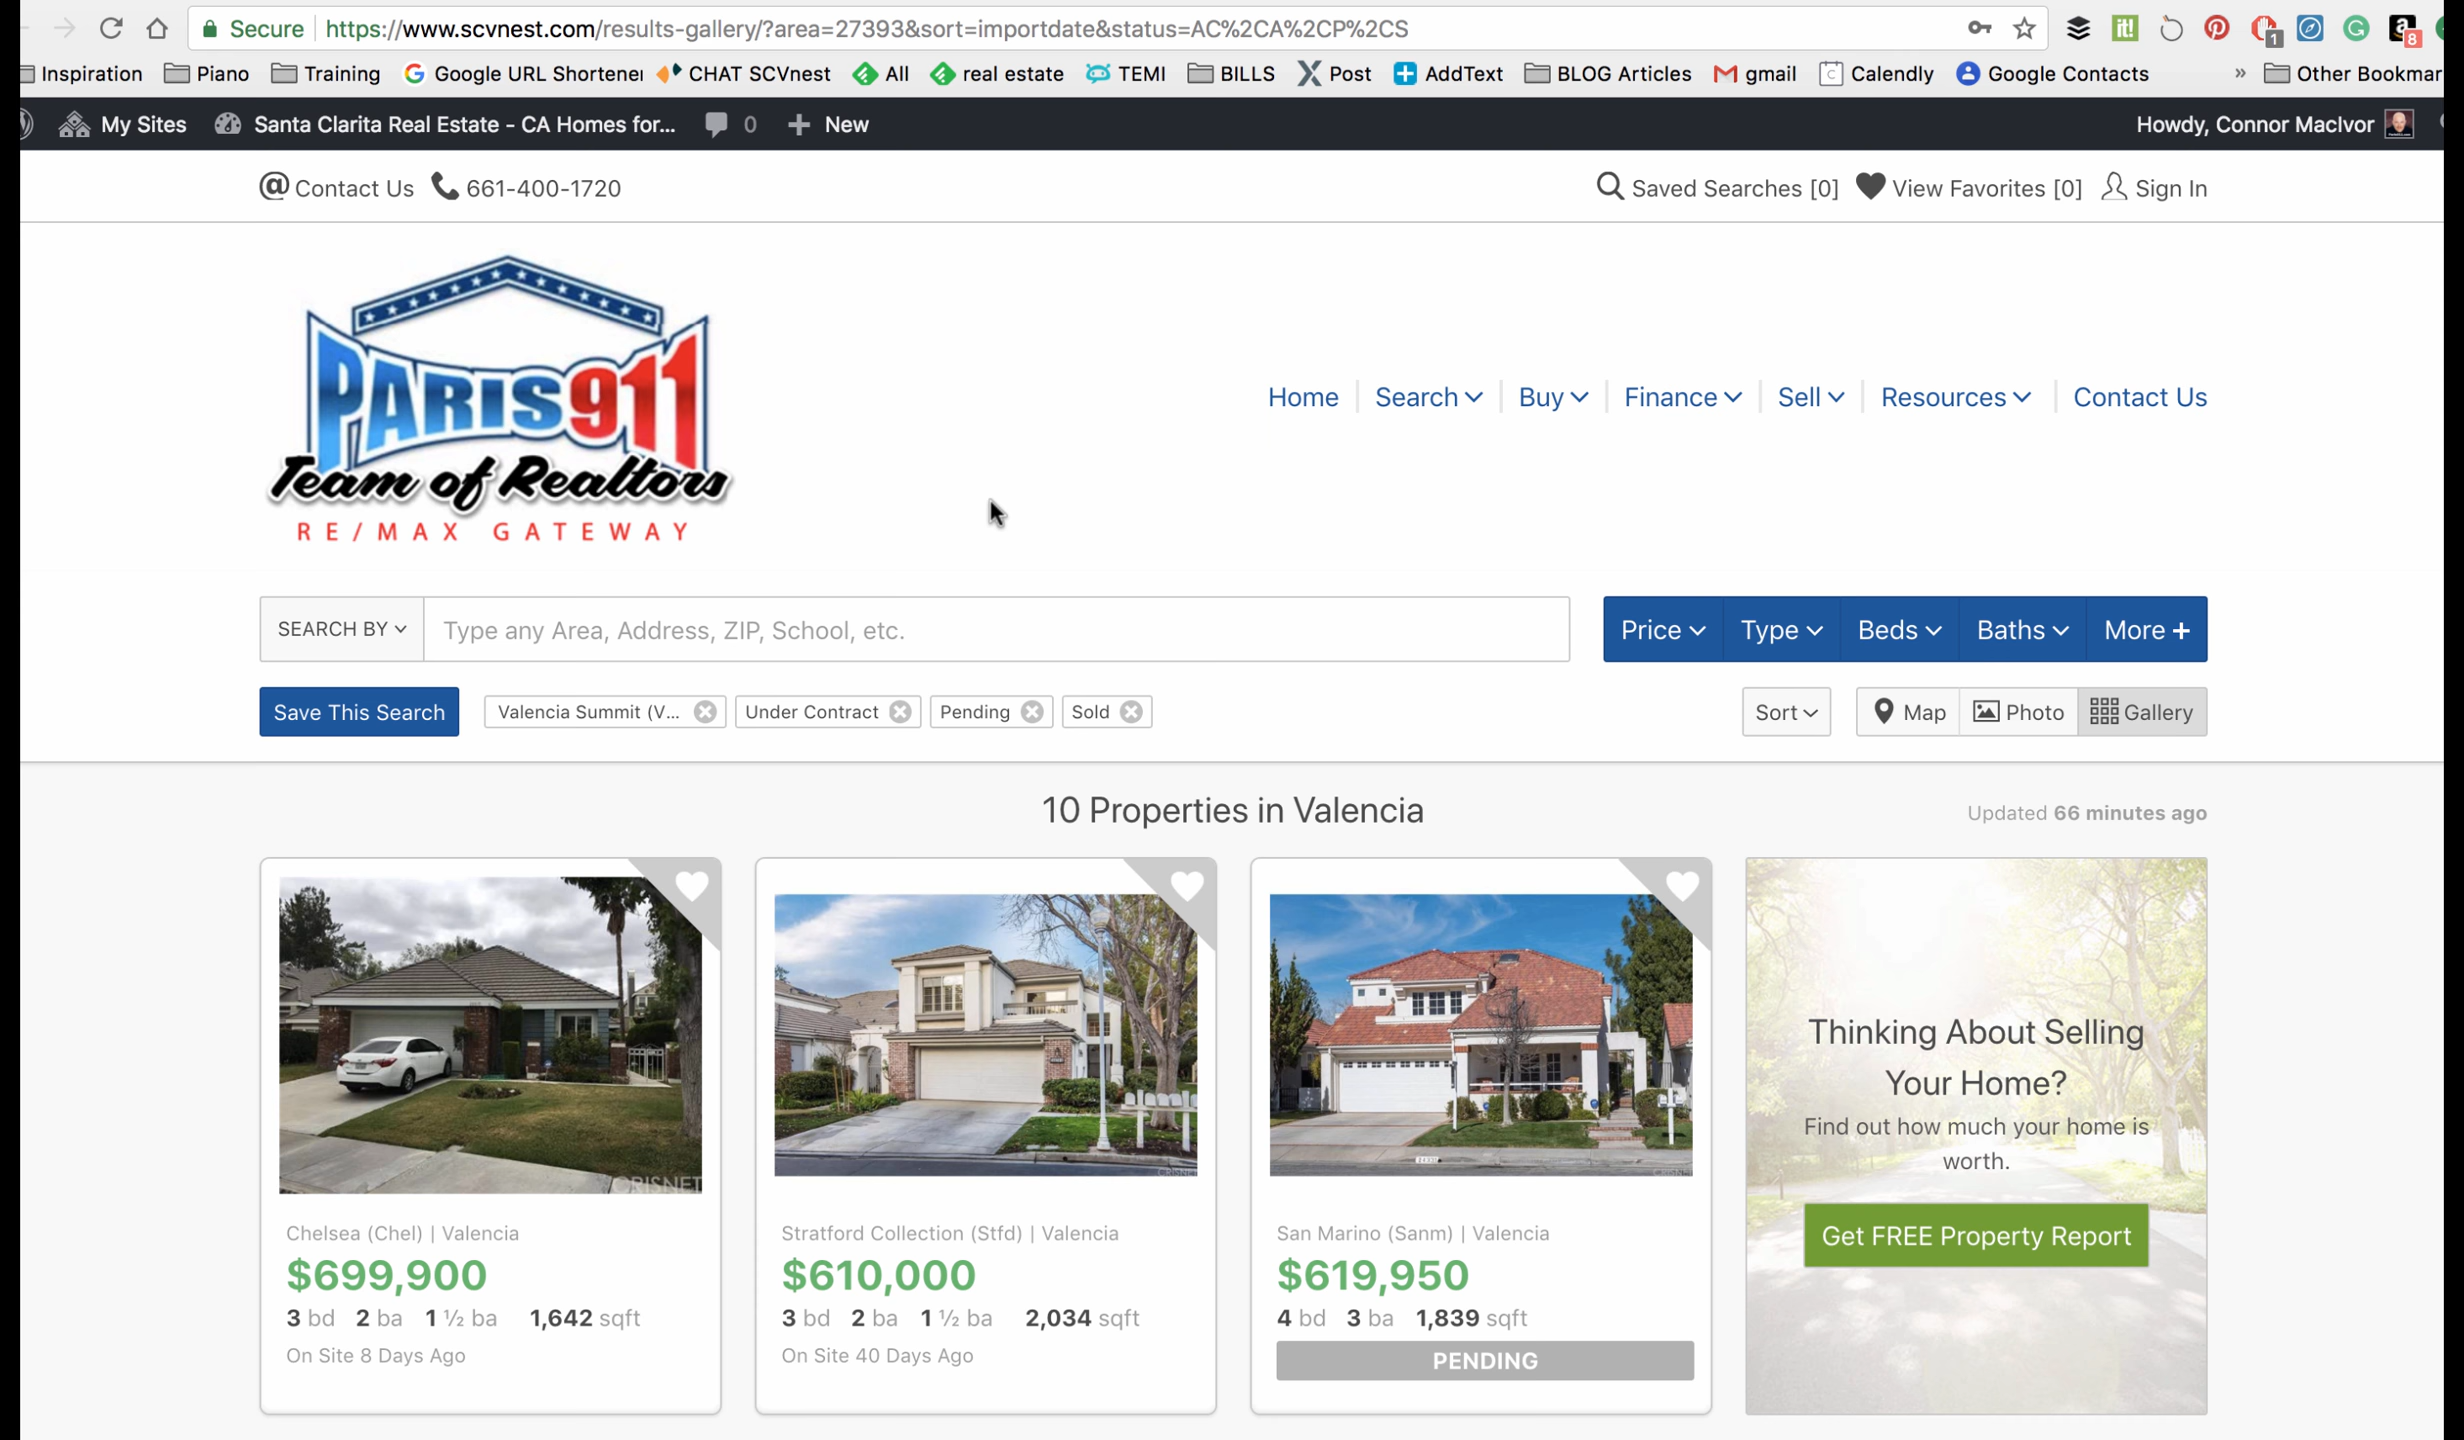 Secure https://www.scvnest.com/results-gallery/?area=27393&sort=importdate&status=AC%2CA%2CP%2CS 1 8
Inspiration Piano Training Google URL Shortener CHAT SCVnest All real estate TEMI BILLS Post AddText BLOG Articles gmail Calendly Google Contacts » Other Bookmar
My Sites Santa Clarita Real Estate - CA Homes for... 0 + New Howdy, Connor MacIvor
@ Contact Us 661-400-1720 Saved Searches [0] View Favorites [0] Sign In
PARIS911
Team of Realtors
RE/MAX GATEWAY
Home Search Buy Finance Sell Resources Contact Us
SEARCH BY Type any Area, Address, ZIP, School, etc. Price Type Beds Baths More +
Save This Search Valencia Summit (V... Under Contract Pending Sold Sort Map Photo Gallery
10 Properties in Valencia Updated 66 minutes ago
CRISNET CRISNET
Chelsea (Chel) | Valencia
$699,900
3 bd 2 ba 1 ½ ba 1,642 sqft
On Site 8 Days Ago
Stratford Collection (Stfd) | Valencia
$610,000
3 bd 2 ba 1 ½ ba 2,034 sqft
On Site 40 Days Ago
San Marino (Sanm) | Valencia
$619,950
4 bd 3 ba 1,839 sqft
PENDING
Thinking About Selling
Your Home?
Find out how much your home is
worth.
Get FREE Property Report